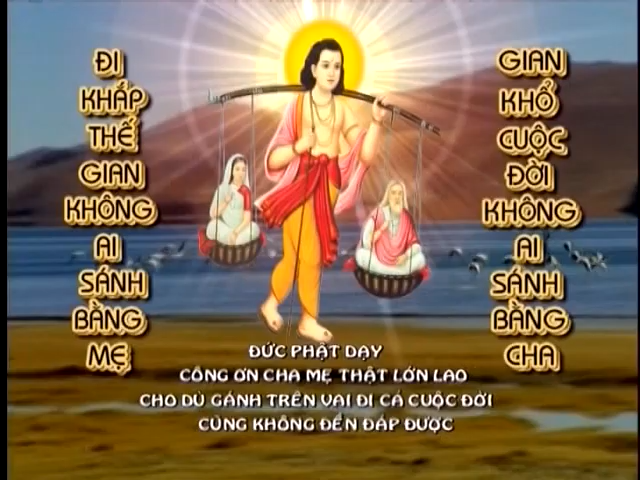 ĐI
KHẮP
THẾ
GIAN
KHÔNG
AI
SÁNH
BẰNG
MẸ
GIAN
KHỔ
CUỘC
ĐỜI
KHÔNG
AI
SÁNH
BẰNG
CHA
ĐỨC PHẬT DẠY
CÔNG ƠN CHA MẸ THẬT LỚN LAO
CHO DÙ GÁNH TRÊN VAI ĐI CẢ CUỘC ĐỜI
CŨNG KHÔNG ĐỀN ĐÁP ĐƯỢC